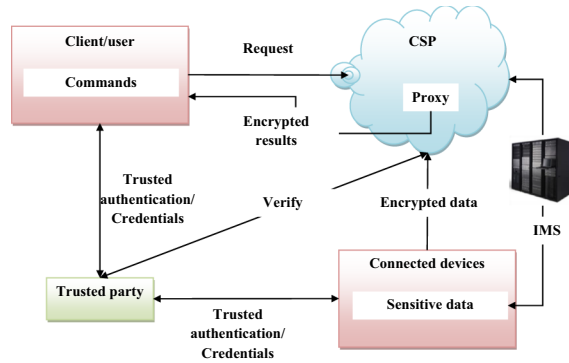 Client/user
Commands
Request
CSP
Proxy
Encrypted
results
Trusted
authentication/
Credentials
Verify
Encrypted data
IMS
Trusted party
Trusted
authentication/
Credentials
Connected devices
Sensitive data